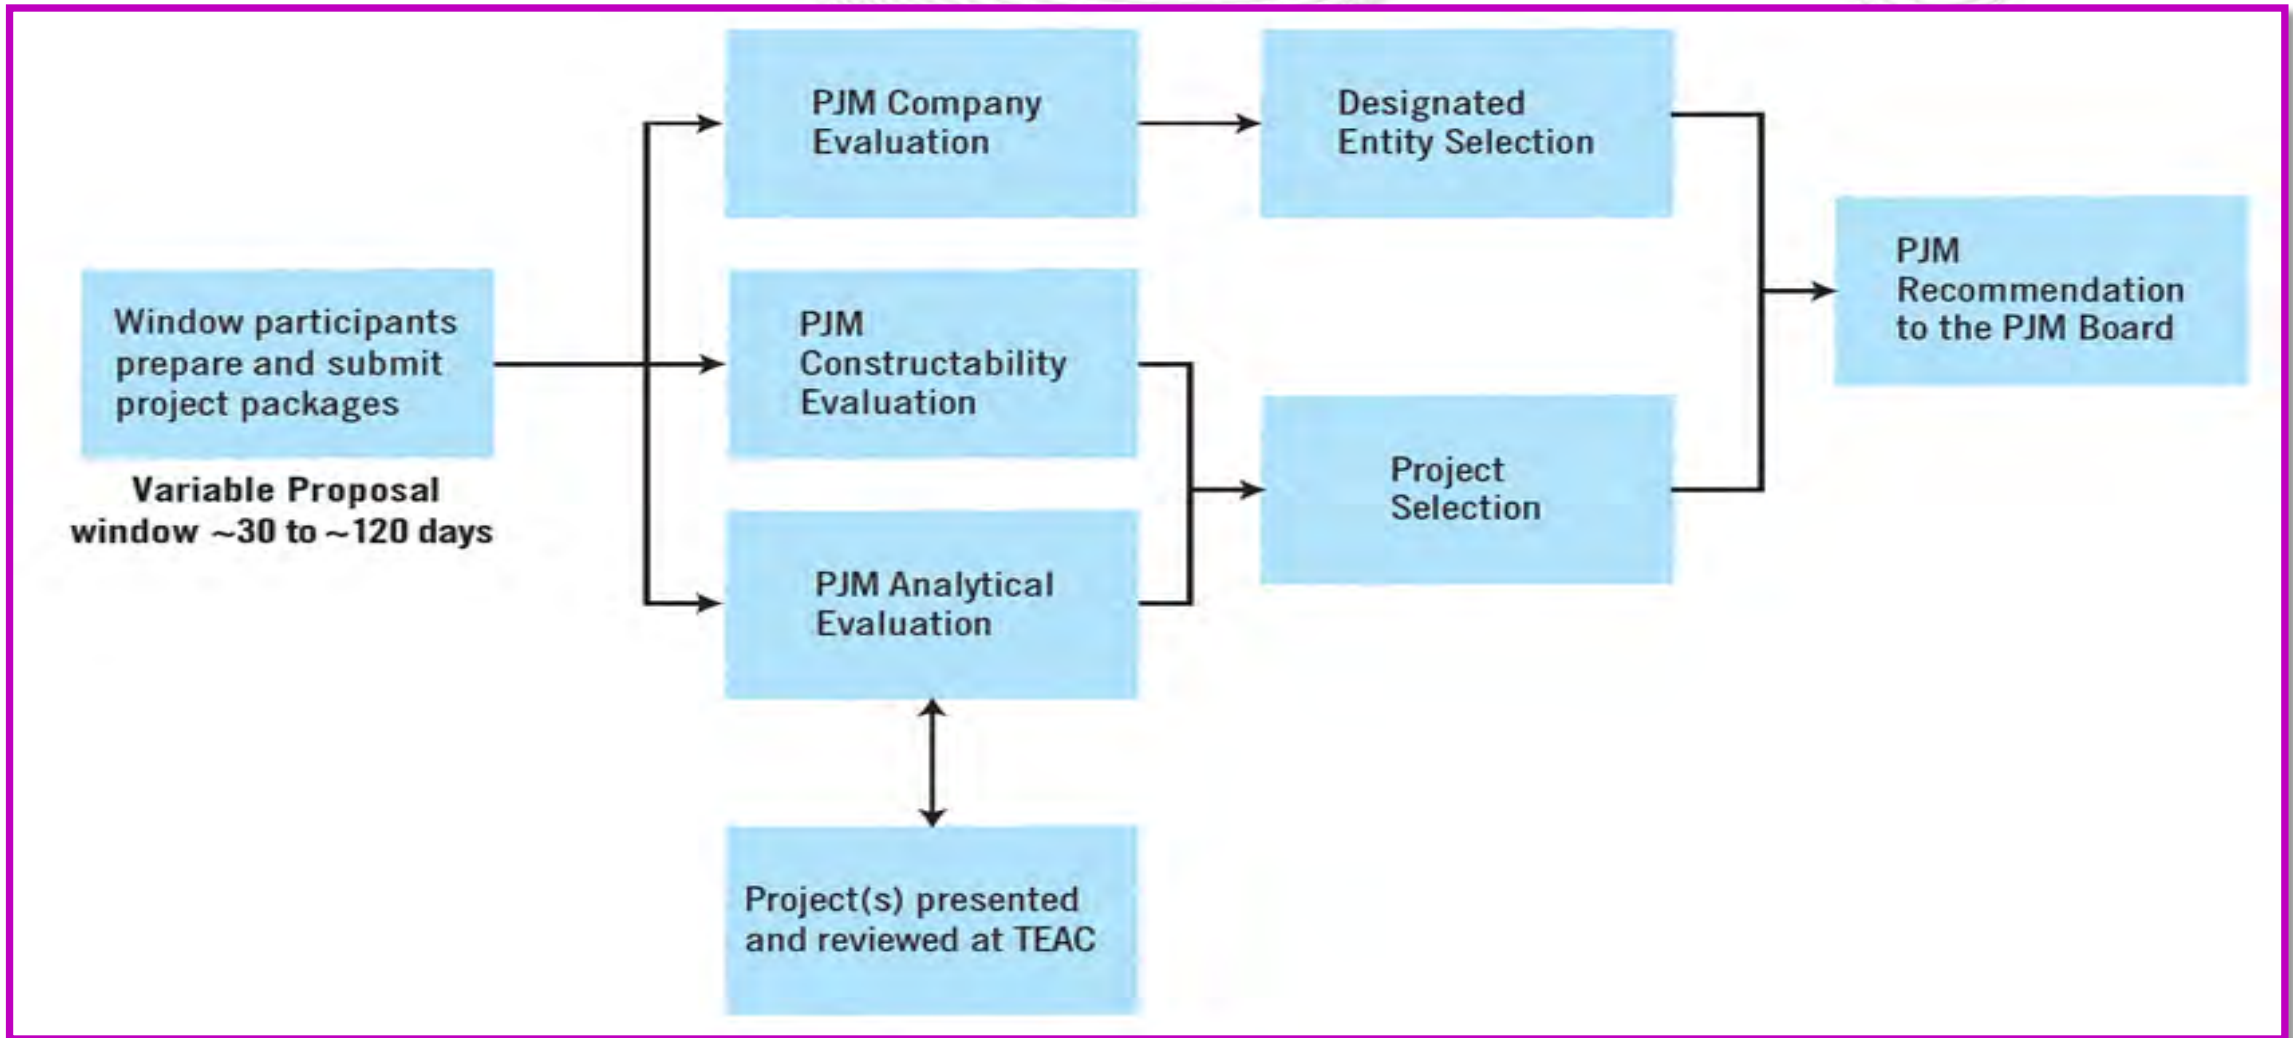 PJM Company
Evaluation
Designated
Entity Selection
Window participants
prepare and submit
project packages
Variable Proposal
window ~30 to ~120 days
PJM
Constructability
Evaluation
PJM Analytical
Evaluation
Project
Selection
PJM
Recommendation
to the PJM Board
Project(s) presented
and reviewed at TEAC